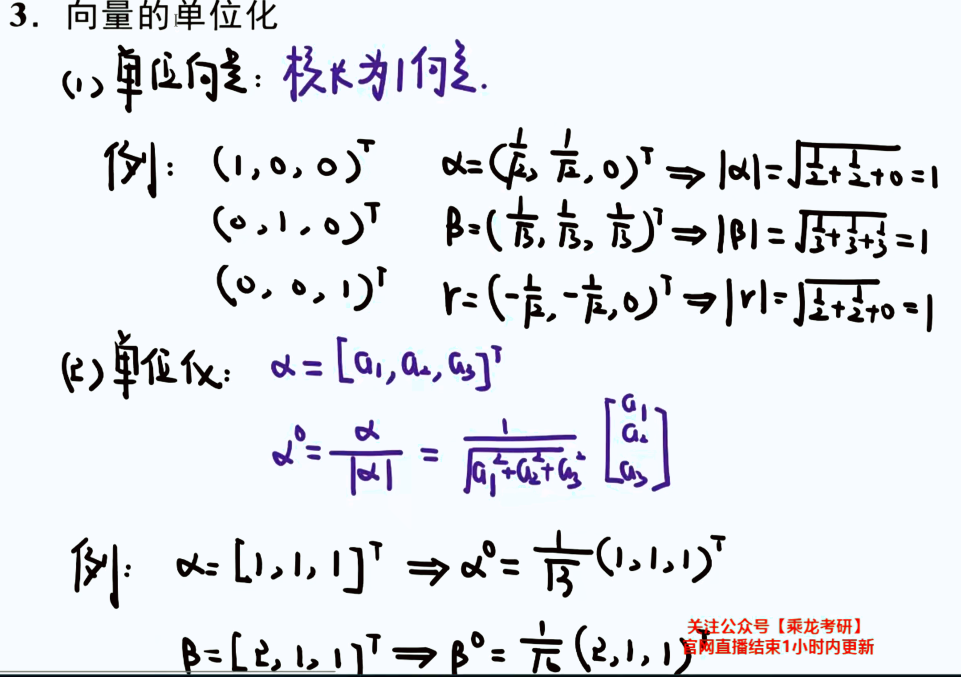 3. 向量的单位化
(1) 单位向量: 模长为1向量.
例: (1,0,0)ᵀ α=(1/√2, 1/√2, 0)ᵀ ⇒ |α|=√(1/2+1/2+0)=1
(0,1,0)ᵀ β=(1/√3, 1/√3, 1/√3)ᵀ ⇒ |β|=√(1/3+1/3+1/3)=1
(0,0,1)ᵀ r=(-1/√2, -1/√2, 0)ᵀ ⇒ |r|=√(1/2+1/2+0)=1
(2) 单位化: α=[a₁,a₂,a₃]ᵀ
α⁰=α/|α| = 1/√(a₁²+a₂²+a₃²) [a₁ a₂ a₃]
例: α=[1,1,1]ᵀ ⇒ α⁰=1/√3 (1,1,1)ᵀ
β=[2,1,1]ᵀ ⇒ β⁰=1/√6 (2,1,1)ᵀ
关注公众号【乘龙考研】
官网直播结束1小时内更新